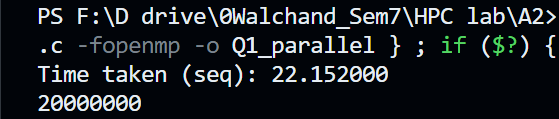 PS F:\D drive\0Walchand_Sem7\HPC lab\A2>
.c -fopenmp -o Q1_parallel } ; if ($?) {
Time taken (seq): 22.152000
20000000